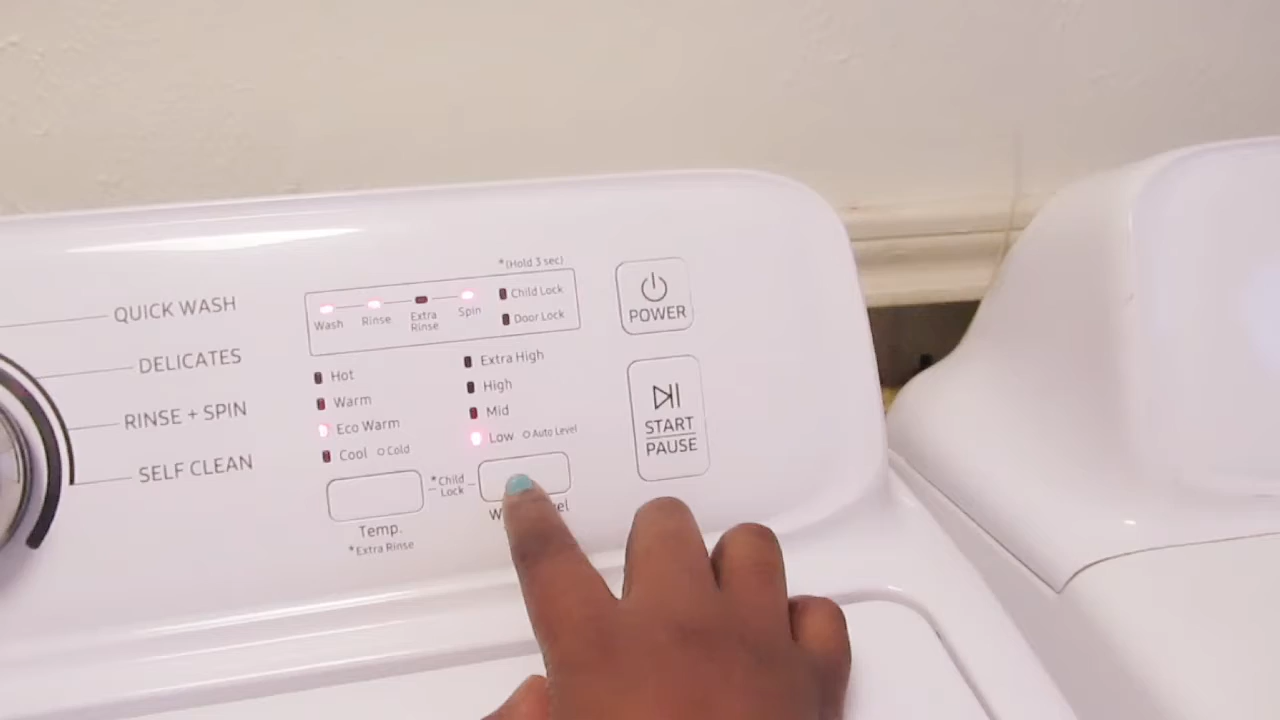 QUICK WASH
DELICATES
RINSE + SPIN
SELF CLEAN
*(Hold 3 sec)
Wash
Rinse
Extra
Rinse
Spin
Child Lock
Door Lock
Hot
Warm
Eco Warm
Cool
Cold
Extra High
High
Mid
Low
Auto Level
*Child
Lock
Temp.
*Extra Rinse
POWER
START
PAUSE